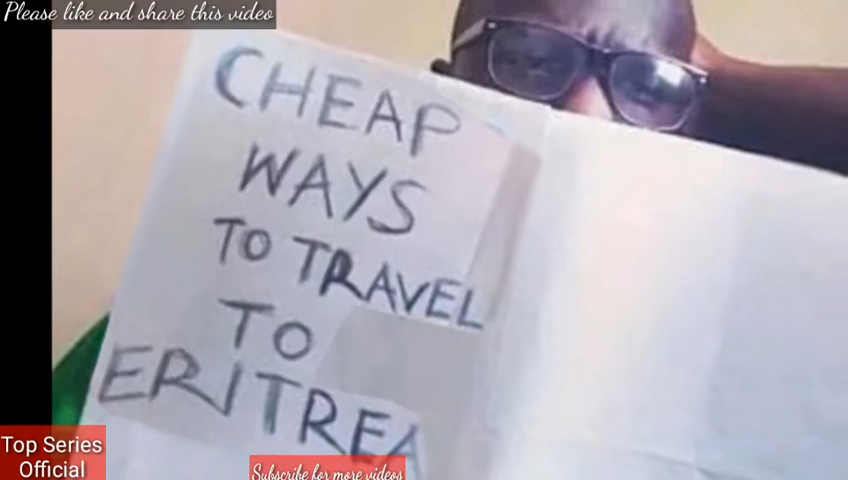 Please like and share this video
CHEAP
WAYS
TO TRAVEL
TO
ERITREA
Top Series
Official
Subscribe for more videos